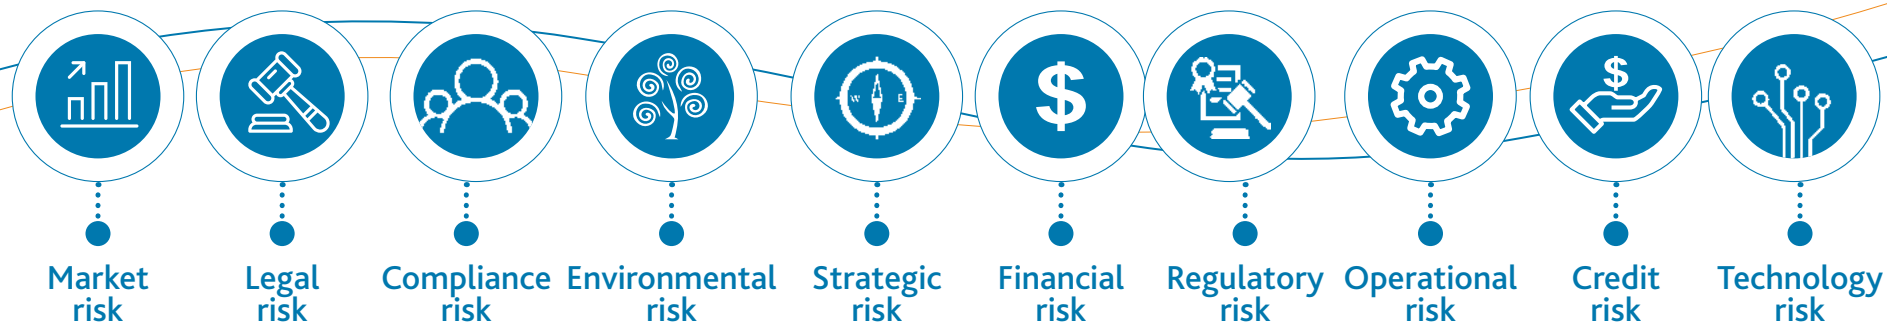 $
$
W E
Market
risk
Legal
risk
Compliance
risk
Environmental
risk
Strategic
risk
Financial
risk
Regulatory
risk
Operational
risk
Credit
risk
Technology
risk